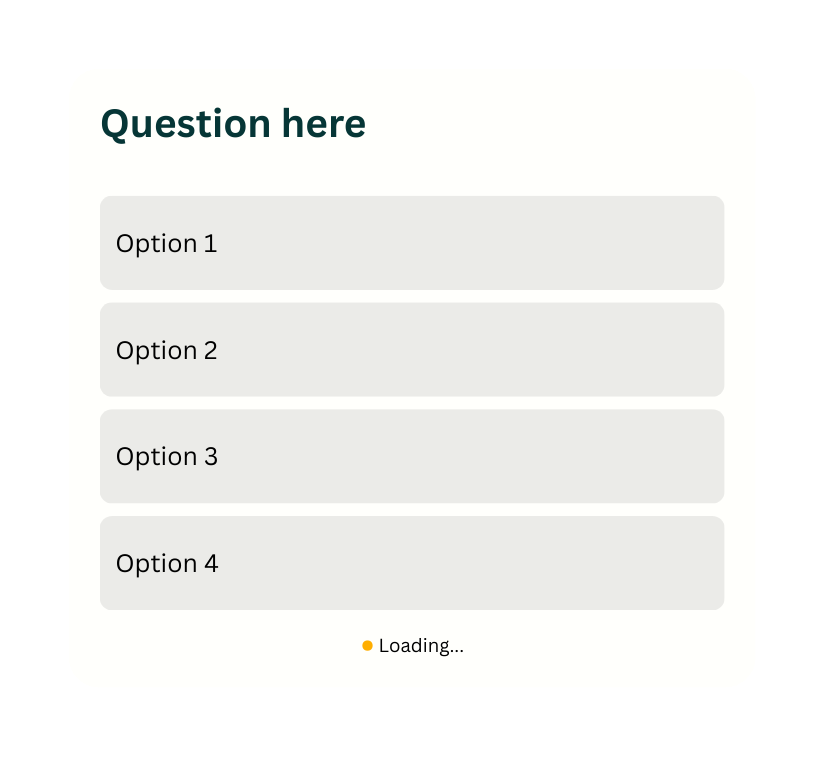 Question here
Option 1
Option 2
Option 3
Option 4
Loading...